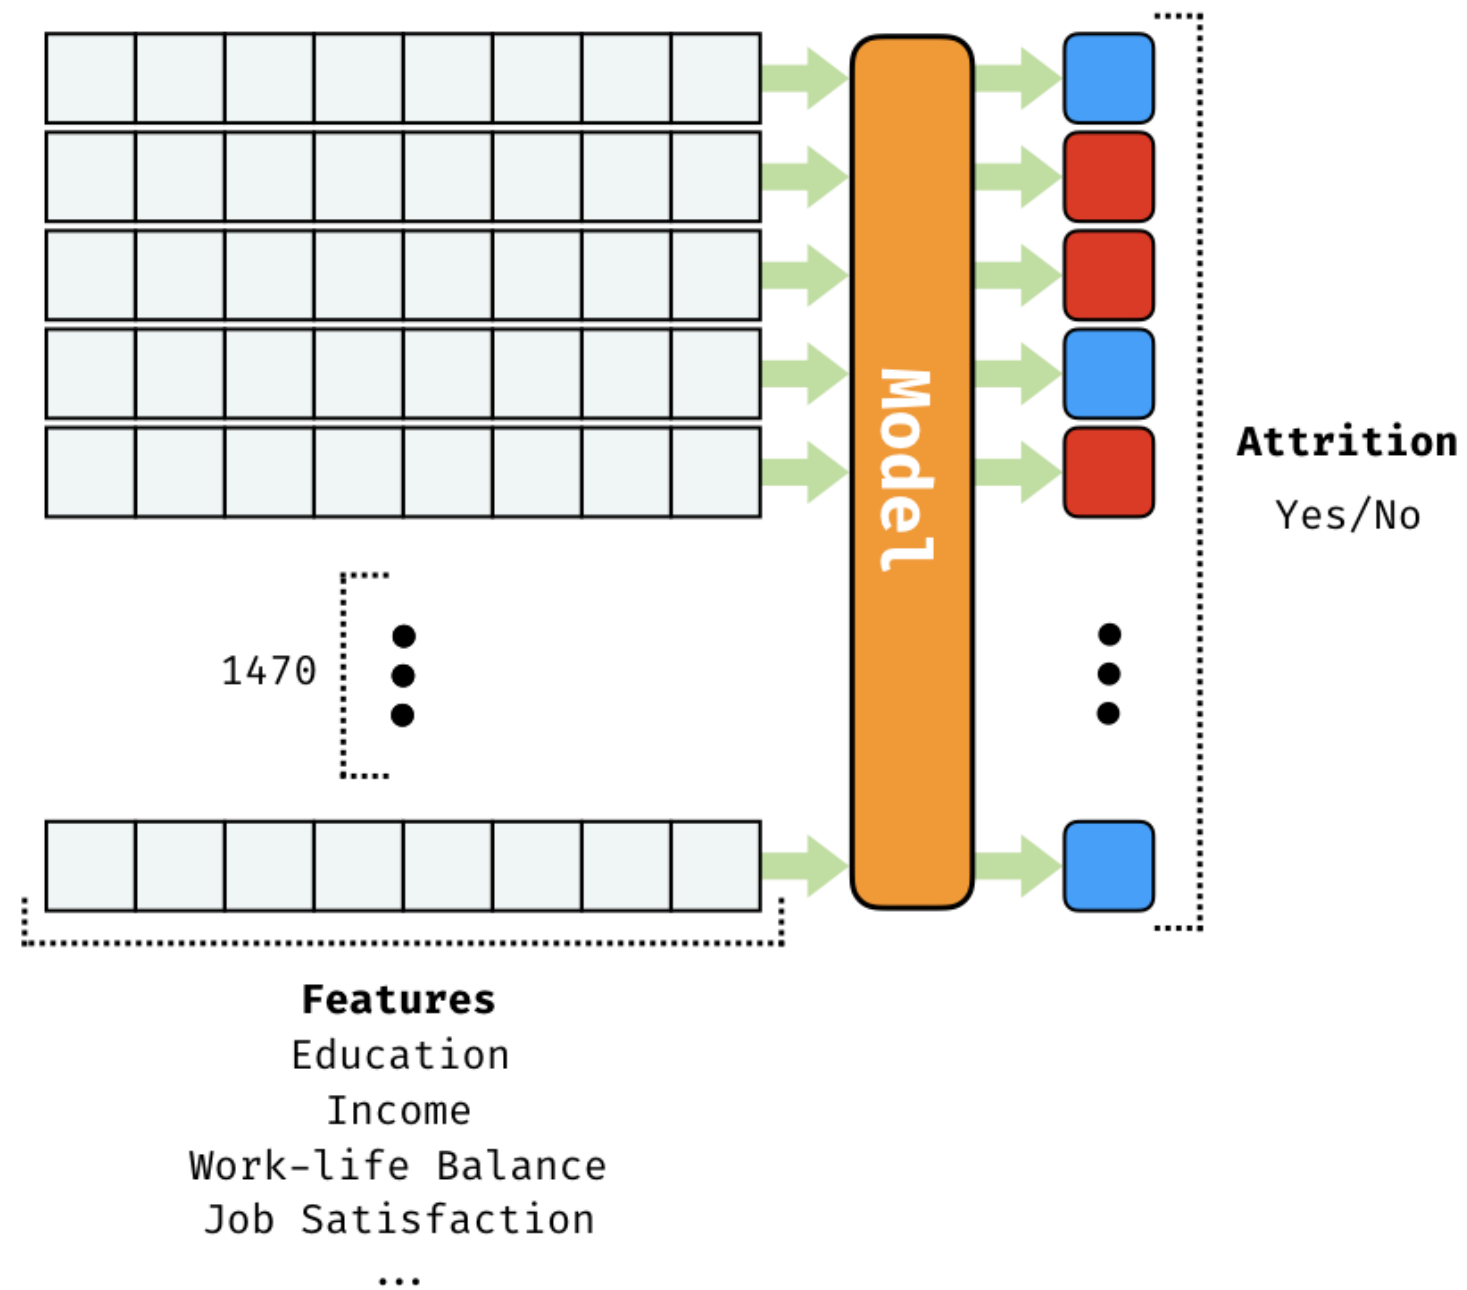 Model
Attrition
Yes/No
1470
Features
Education
Income
Work-life Balance
Job Satisfaction
...